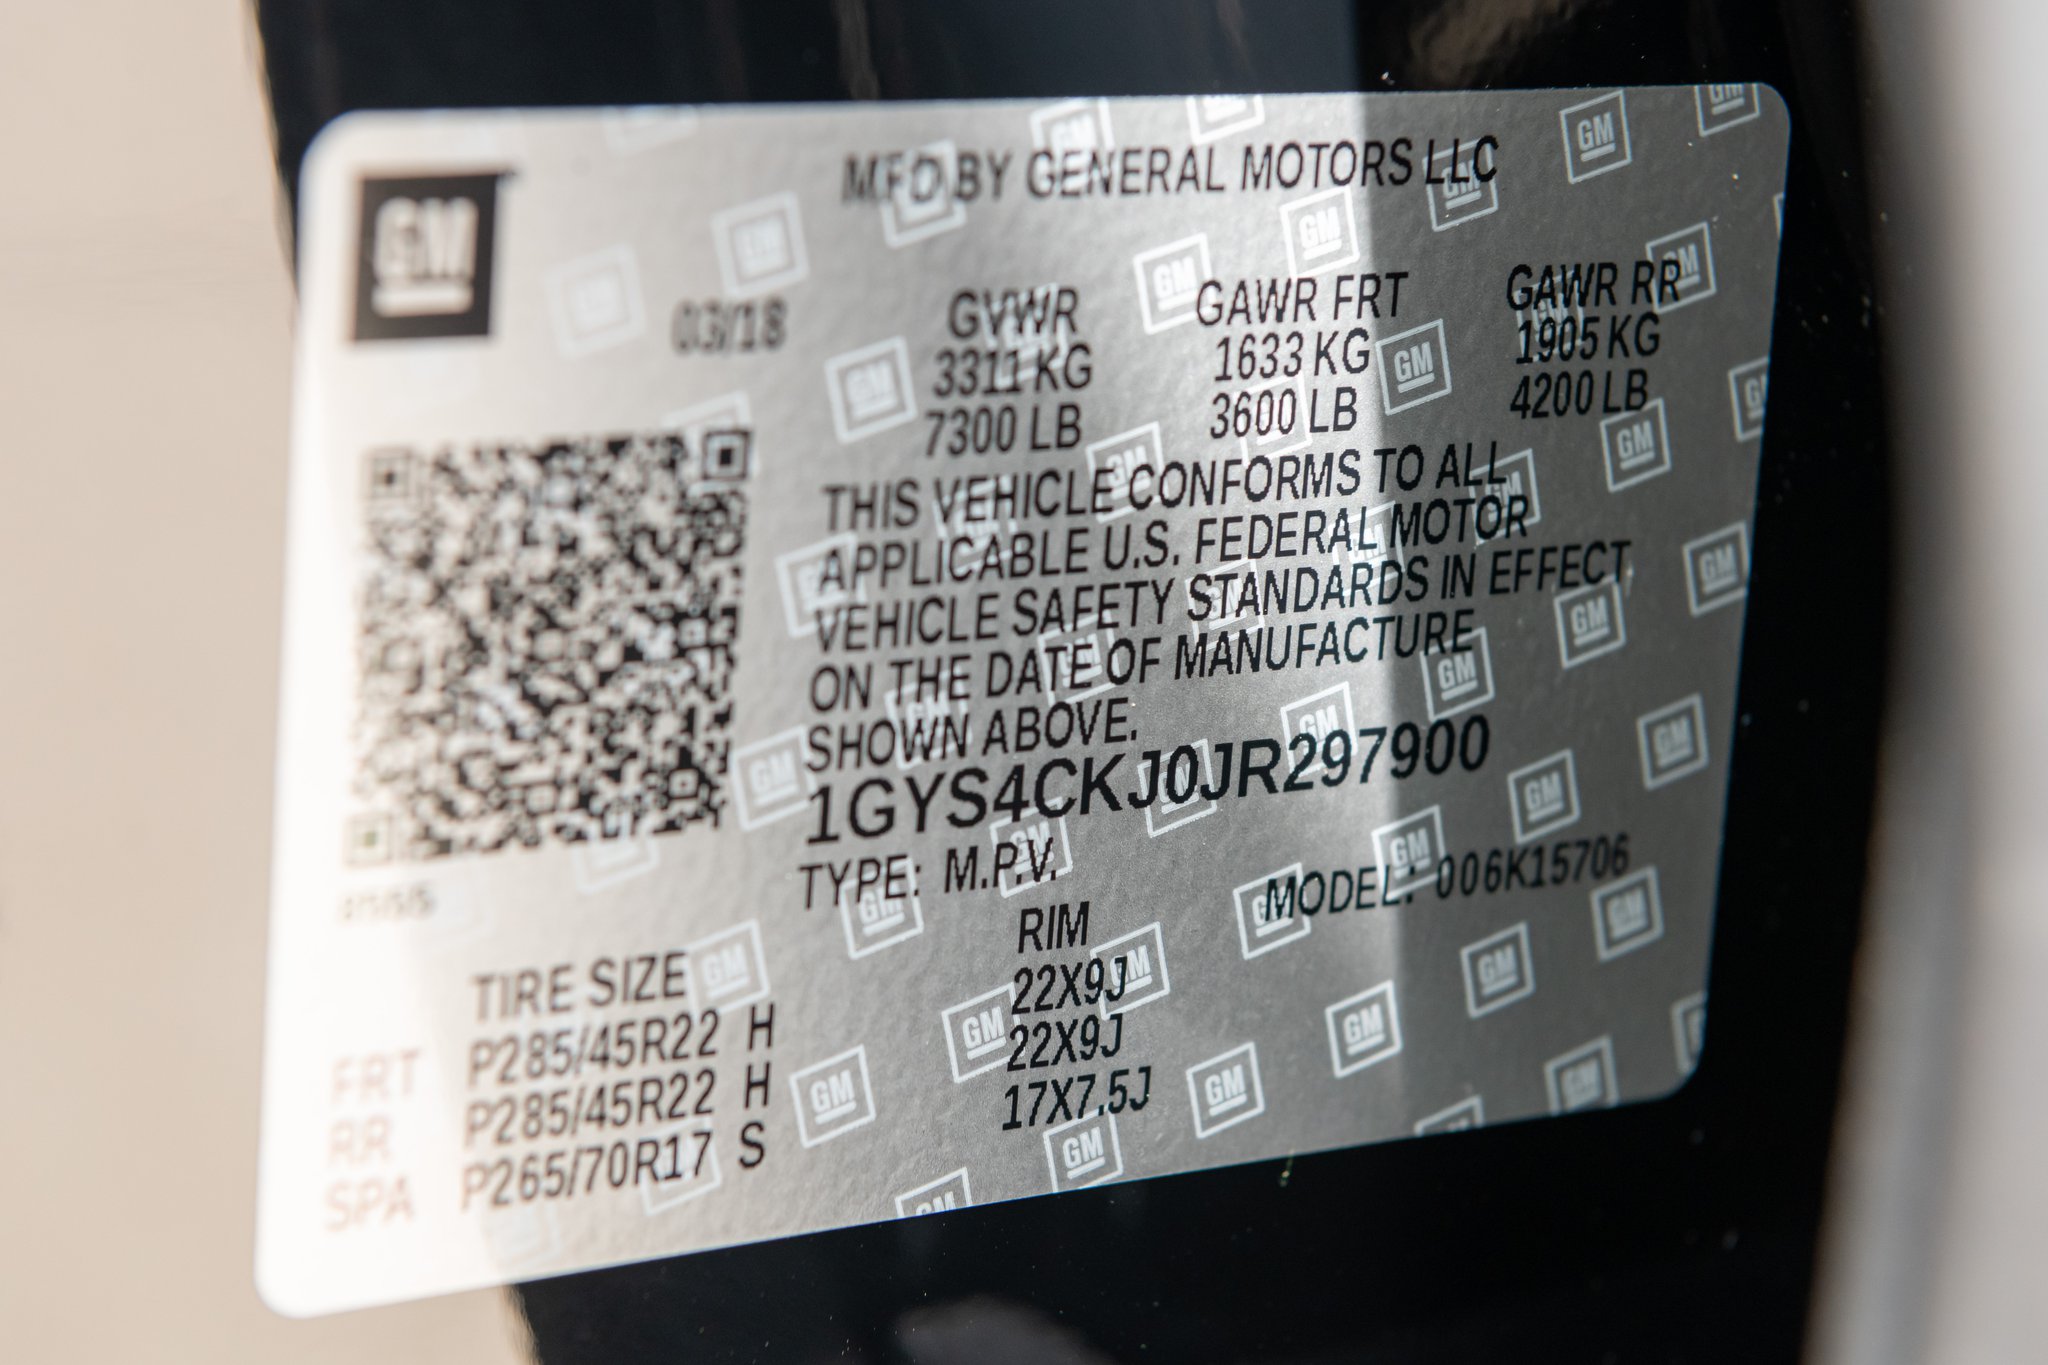 GM
MFD BY GENERAL MOTORS LLC
03/18
GVWR
3311 KG
7300 LB
GAWR FRT
1633 KG
3600 LB
GAWR RR
1905 KG
4200 LB
THIS VEHICLE CONFORMS TO ALL
APPLICABLE U.S. FEDERAL MOTOR
VEHICLE SAFETY STANDARDS IN EFFECT
ON THE DATE OF MANUFACTURE
SHOWN ABOVE.
1GYS4CKJ0JR297900
TYPE: M.P.V. MODEL: 006K15706
TIRE SIZE RIM
FRT P285/45R22 H 22X9J
RR P285/45R22 H 22X9J
SPA P265/70R17 S 17X7.5J